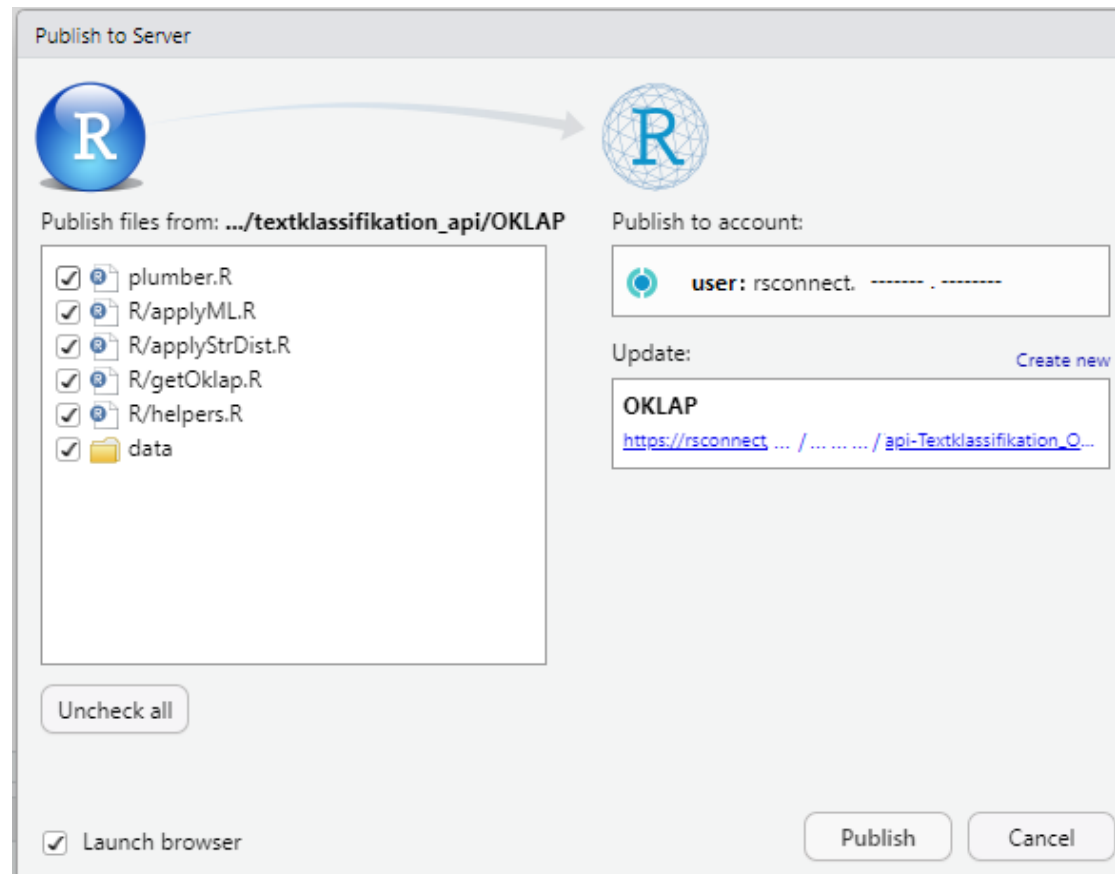 Publish to Server
R
R
Publish files from: .../textklassifikation_api/OKLAP
plumber.R
R/applyML.R
R/applyStrDist.R
R/getOklap.R
R/helpers.R
data
Uncheck all
Launch browser
Publish to account:
user: rsconnect. ------- . --------
Update:
Create new
OKLAP
https://rsconnect ... / ... ... ... / api-Textklassifikation_O...
Publish
Cancel